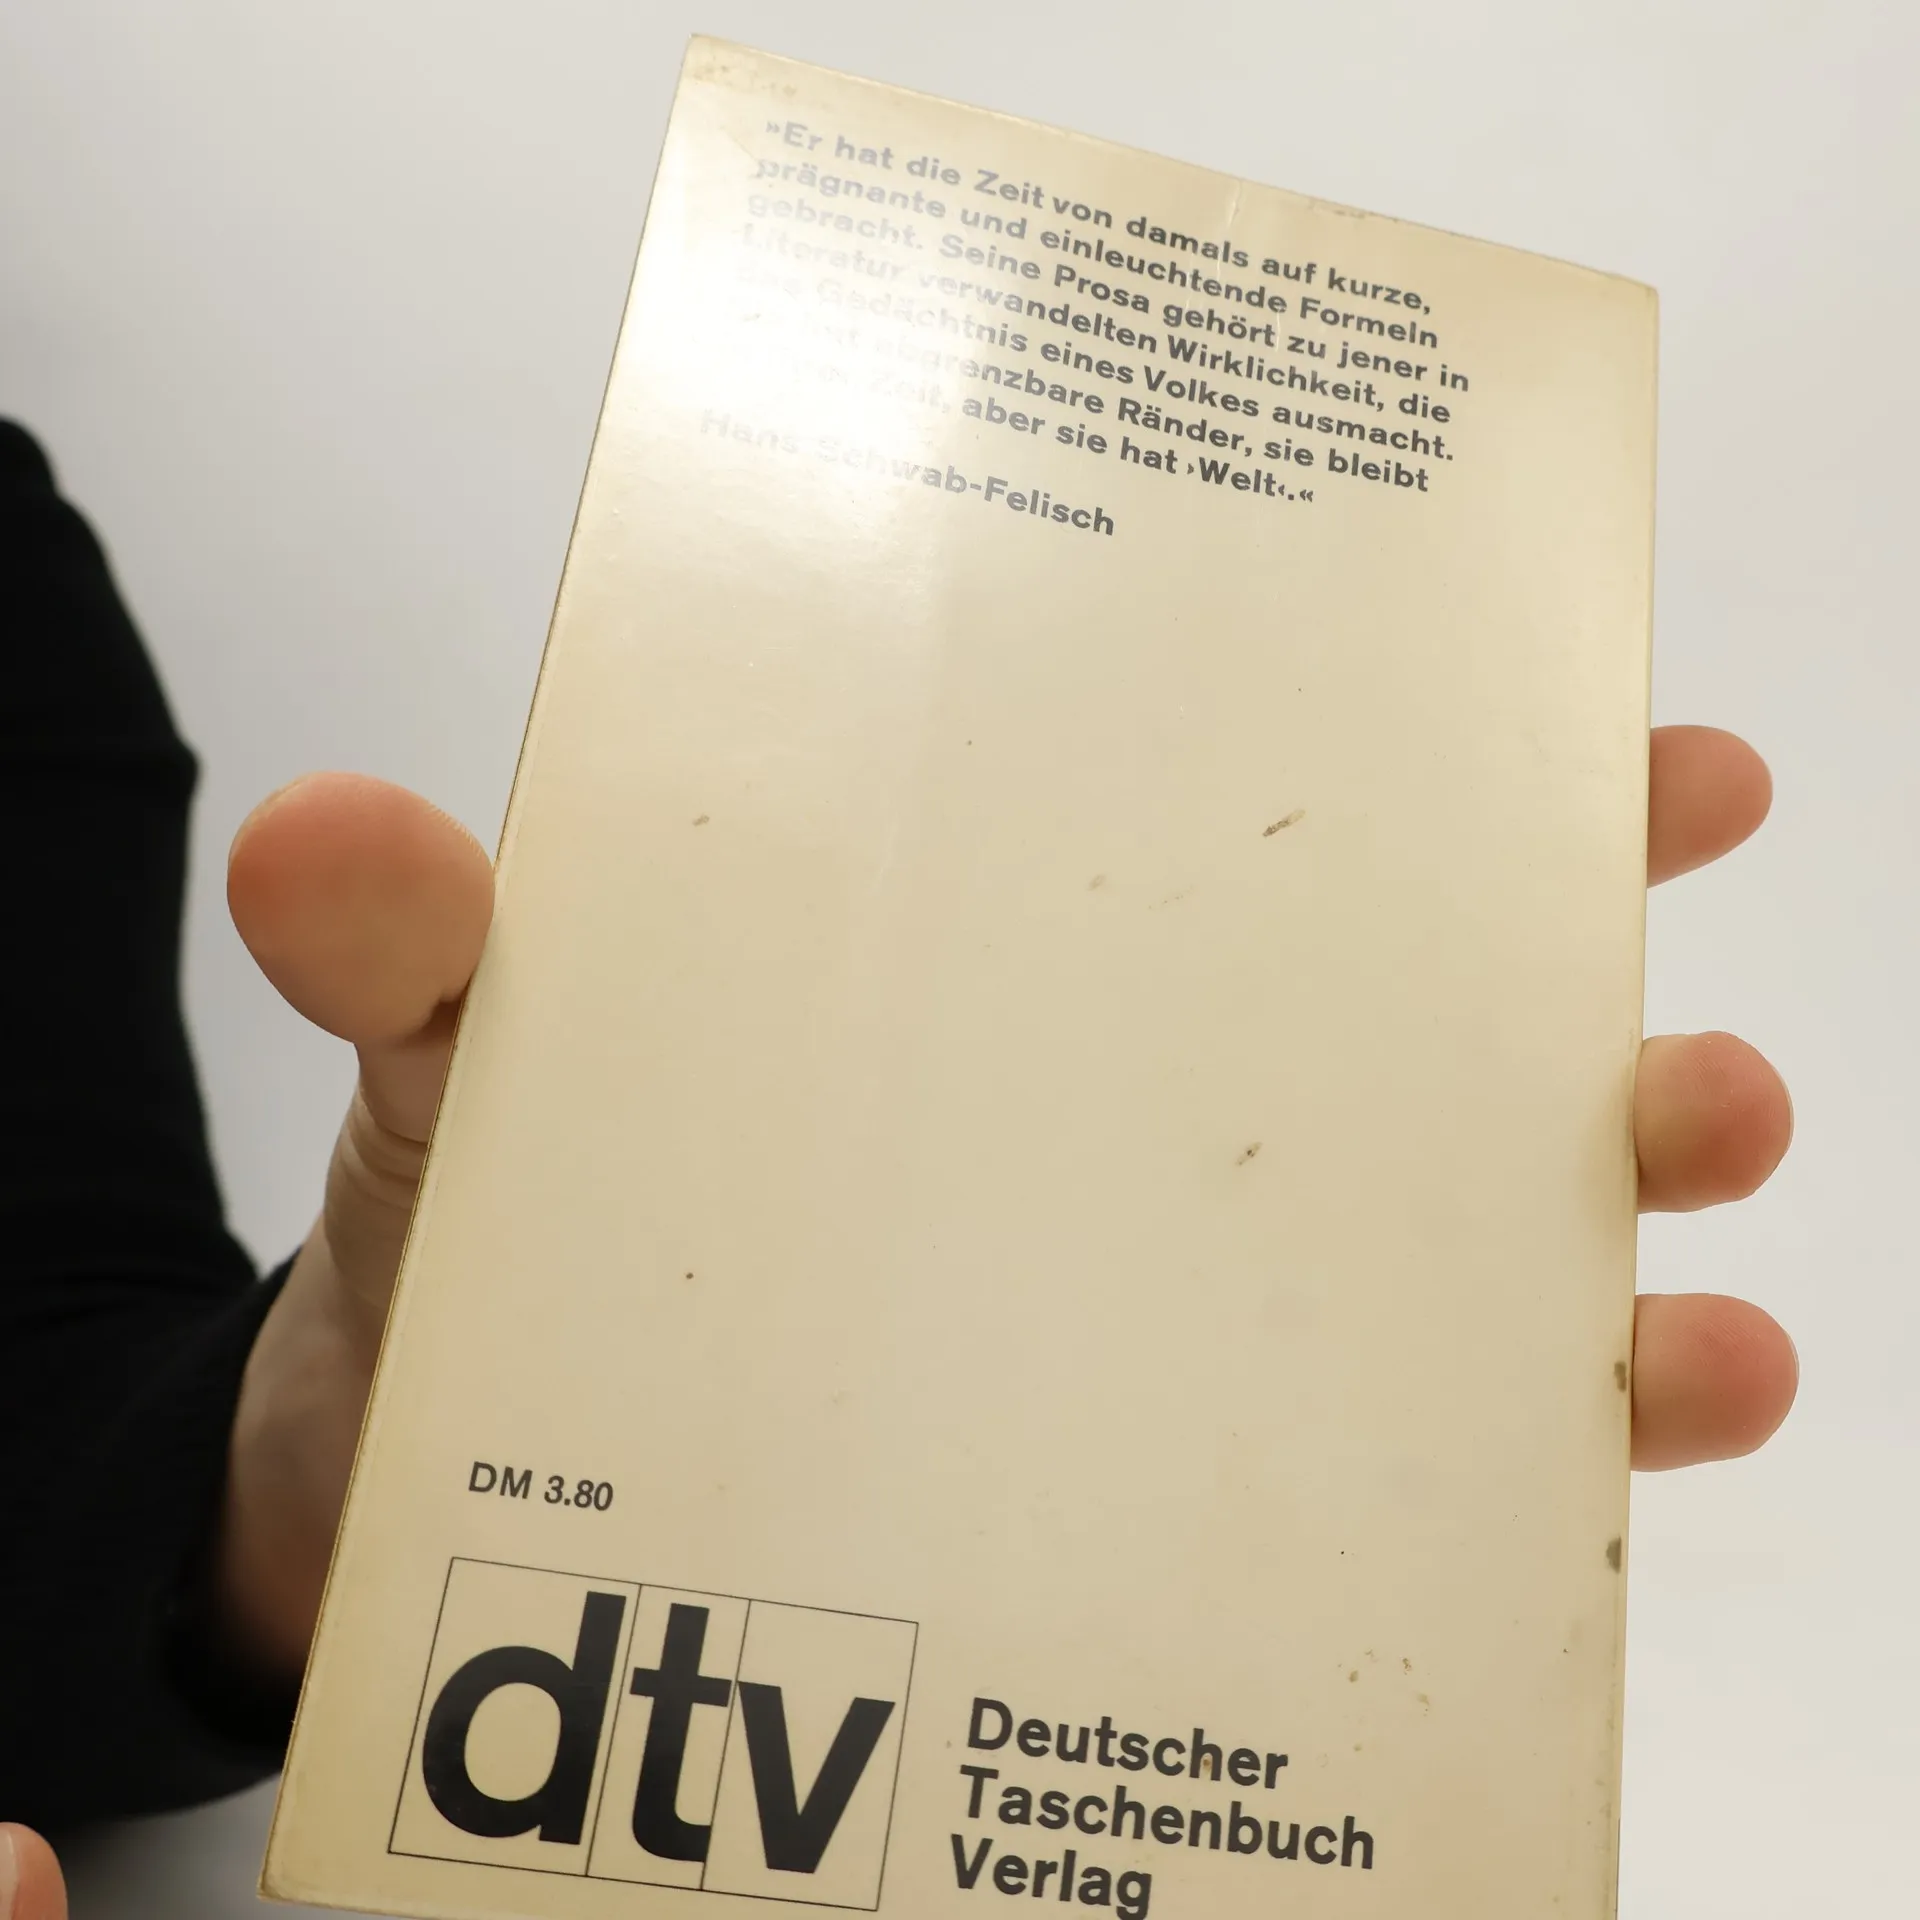 »Er hat die Zeit von damals auf kurze,
prägnante und einleuchtende Formeln
gebracht. Seine Prosa gehört zu jener in
Literatur verwandelten Wirklichkeit, die
das Gedächtnis eines Volkes ausmacht.
hat abgrenzbare Ränder, sie bleibt
Zeit, aber sie hat ›Welt‹.«
Hans Schwab-Felisch
DM 3.80
dtv
Deutscher
Taschenbuch
Verlag